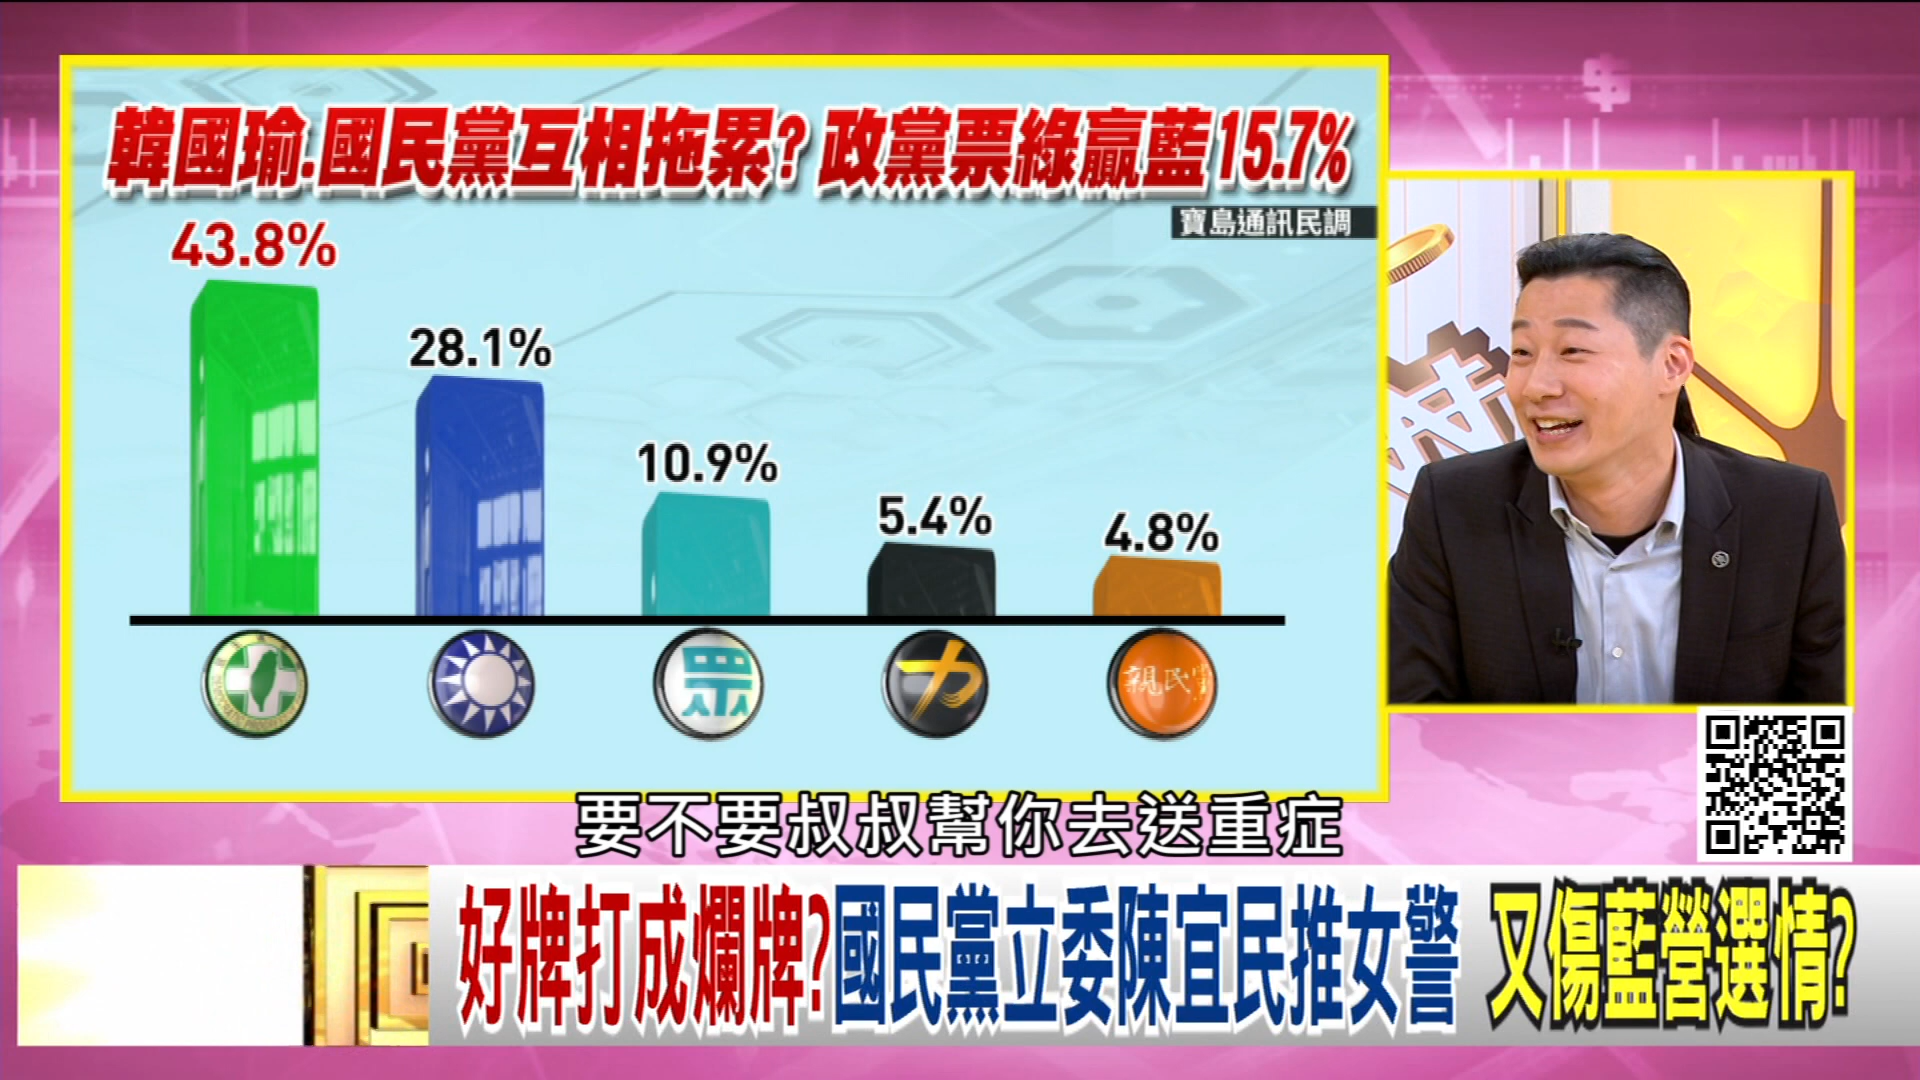 韓國瑜.國民黨互相拖累? 政黨票綠贏藍15.7%
寶島通訊民調
43.8%
28.1%
10.9%
5.4%
4.8%
眾
力
親民黨
時
要不要叔叔幫你去送重症
好牌打成爛牌?國民黨立委陳宜民推女警 又傷藍營選情?